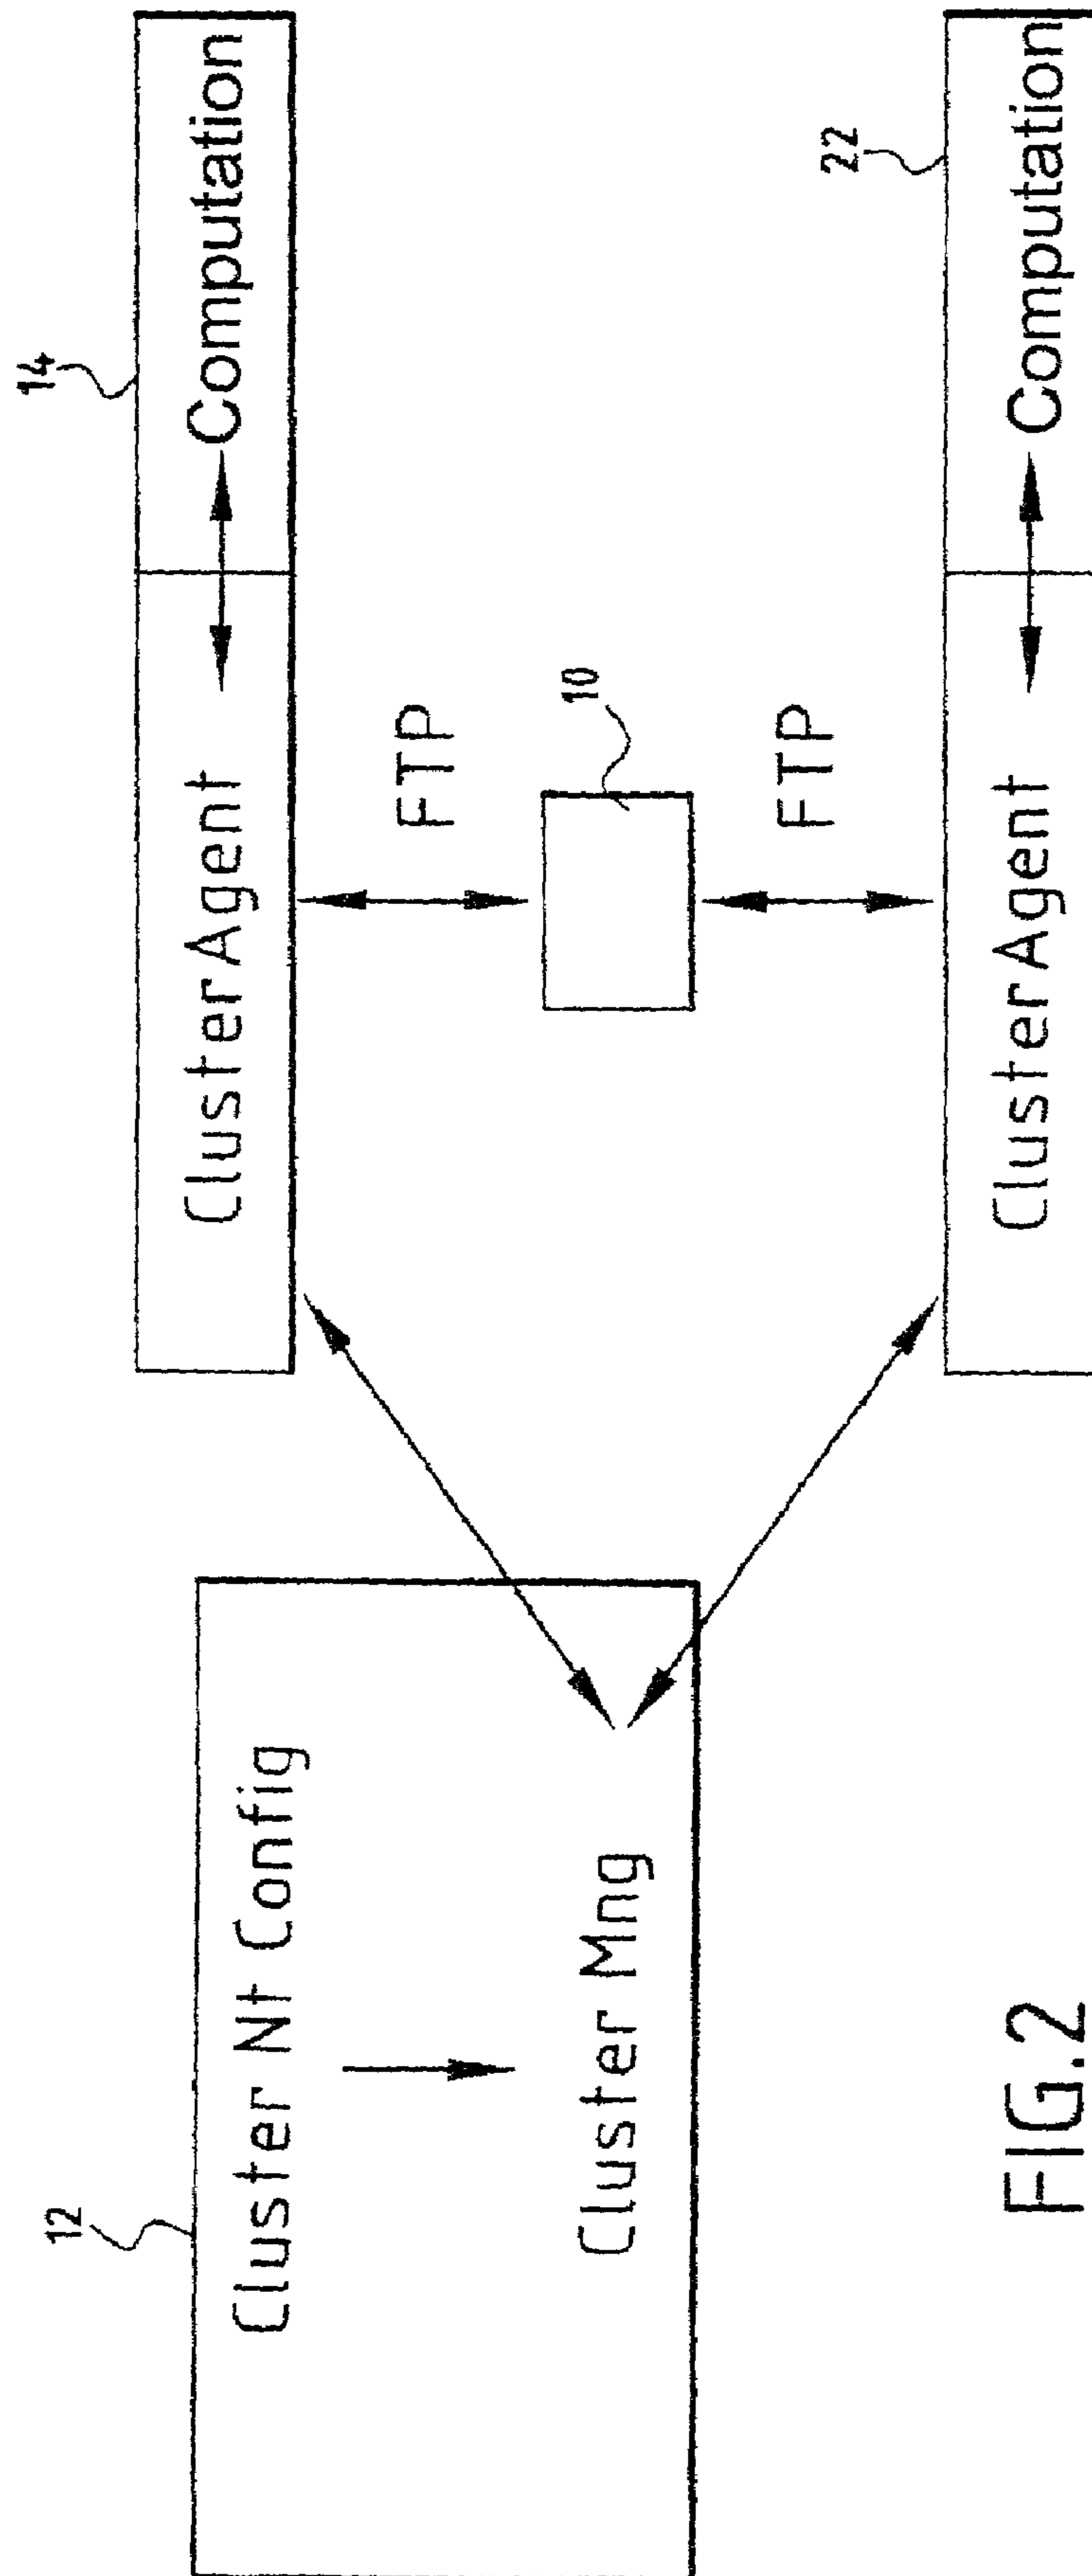 12
Cluster Nt Config
Cluster Mng
14
Cluster Agent
Computation
FTP
10
FTP
22
Cluster Agent
Computation
FIG.2